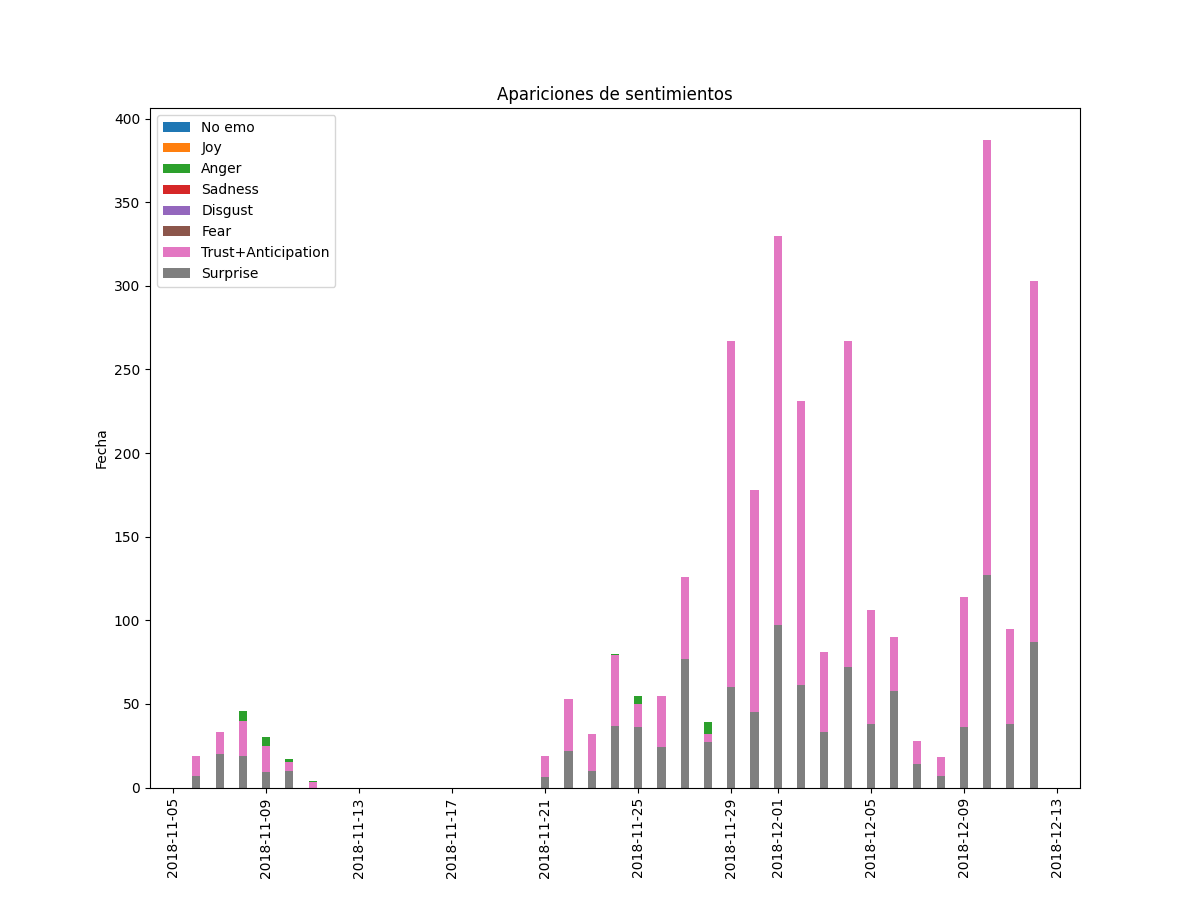 Apariciones de sentimientos
No emo
Joy
Anger
Sadness
Disgust
Fear
Trust+Anticipation
Surprise
400
350
300
250
200
150
100
50
0
Fecha
2018-11-05
2018-11-09
2018-11-13
2018-11-17
2018-11-21
2018-11-25
2018-11-29
2018-12-01
2018-12-05
2018-12-09
2018-12-13